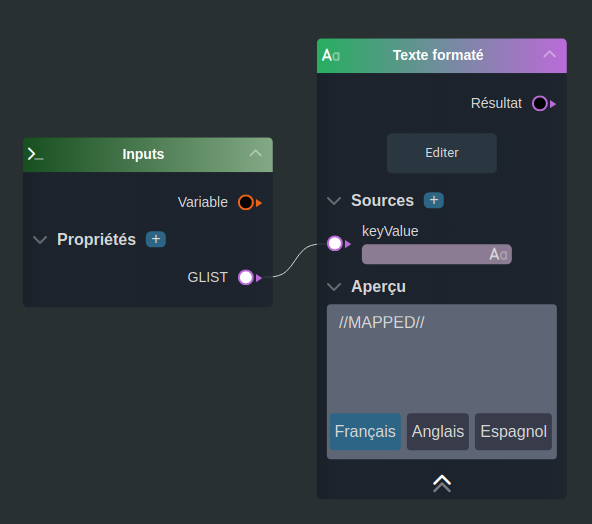 Aa Texte formaté
Résultat
Editer
Inputs
Variable
Propriétés +
GLIST
Sources +
keyValue
Aa
Aperçu
//MAPPED//
Français Anglais Espagnol